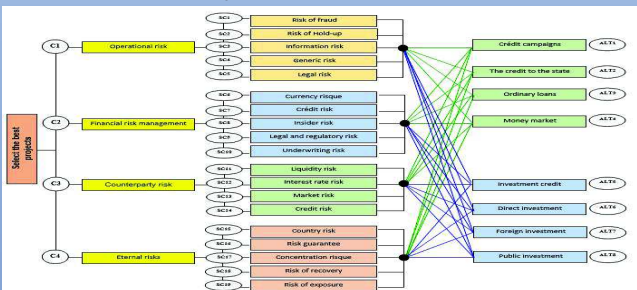 Select the best
projects
C1
Operational risk
C2
Financial risk management
C3
Counterparty risk
C4
Eternal risks
SC1
Risk of fraud
SC2
Risk of Hold-up
SC3
Information risk
SC4
Generic risk
SC5
Legal risk
SC6
Currency risque
SC7
Crédit risk
SC8
Insider risk
SC9
Legal and regulatory risk
SC10
Underwriting risk
SC11
Liquidity risk
SC12
Interest rate risk
SC13
Market risk
SC14
Credit risk
SC15
Country risk
SC16
Risk guarantee
SC17
Concentration risque
SC18
Risk of recovery
SC19
Risk of exposure
Crédit campaigns
ALT1
The credit to the state
ALT2
Ordinary loans
ALT3
Money market
ALT4
Investment credit
ALT5
Direct investment
ALT6
Foreign investment
ALT7
Public investment
ALT8